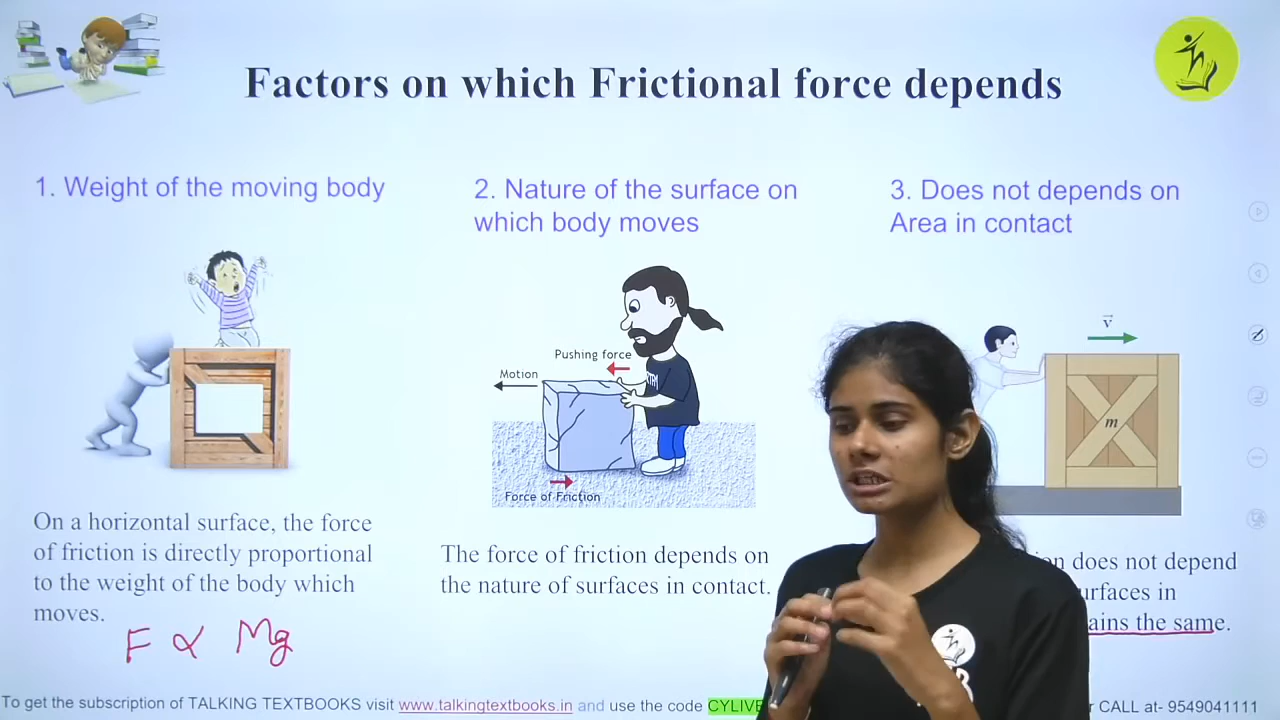 Factors on which Frictional force depends
1. Weight of the moving body
2. Nature of the surface on
which body moves
3. Does not depends on
Area in contact
Pushing force
Motion
Force of Friction
v
m
On a horizontal surface, the force
of friction is directly proportional
to the weight of the body which
moves.
F ∝ Mg
The force of friction depends on
the nature of surfaces in contact.
does not depend
in
the same.
To get the subscription of TALKING TEXTBOOKS visit www.talkingtextbooks.in and use the code CYLIVE
CALL at- 9549041111